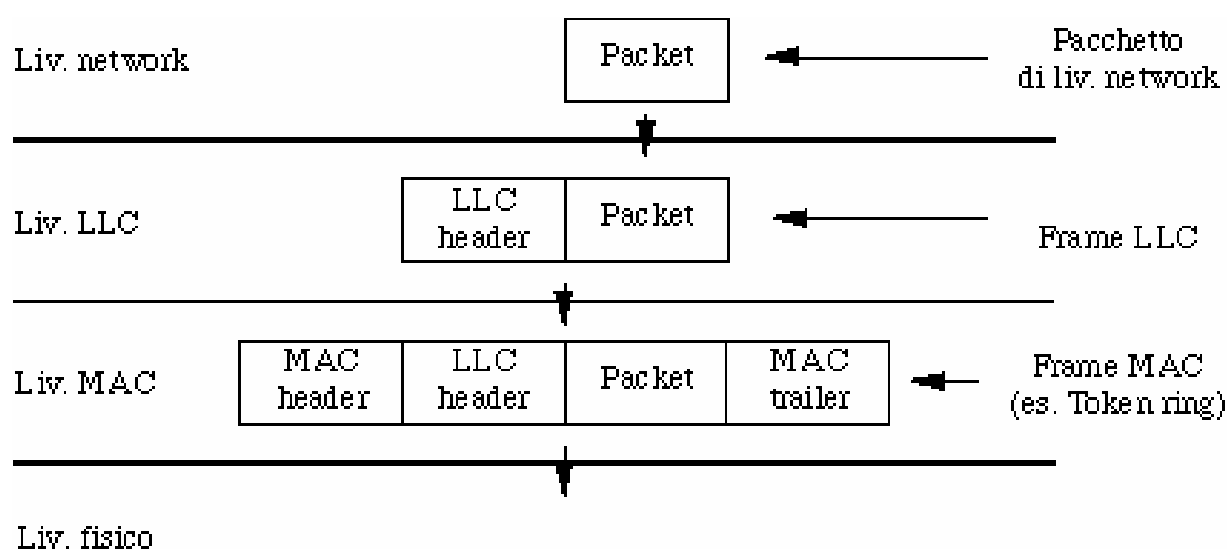 Liv. network
Packet
Pacchetto
di liv. network
Liv. LLC
LLC
header
Packet
Frame LLC
Liv. MAC
MAC
header
LLC
header
Packet
MAC
trailer
Frame MAC
(es. Token ring)
Liv. fisico